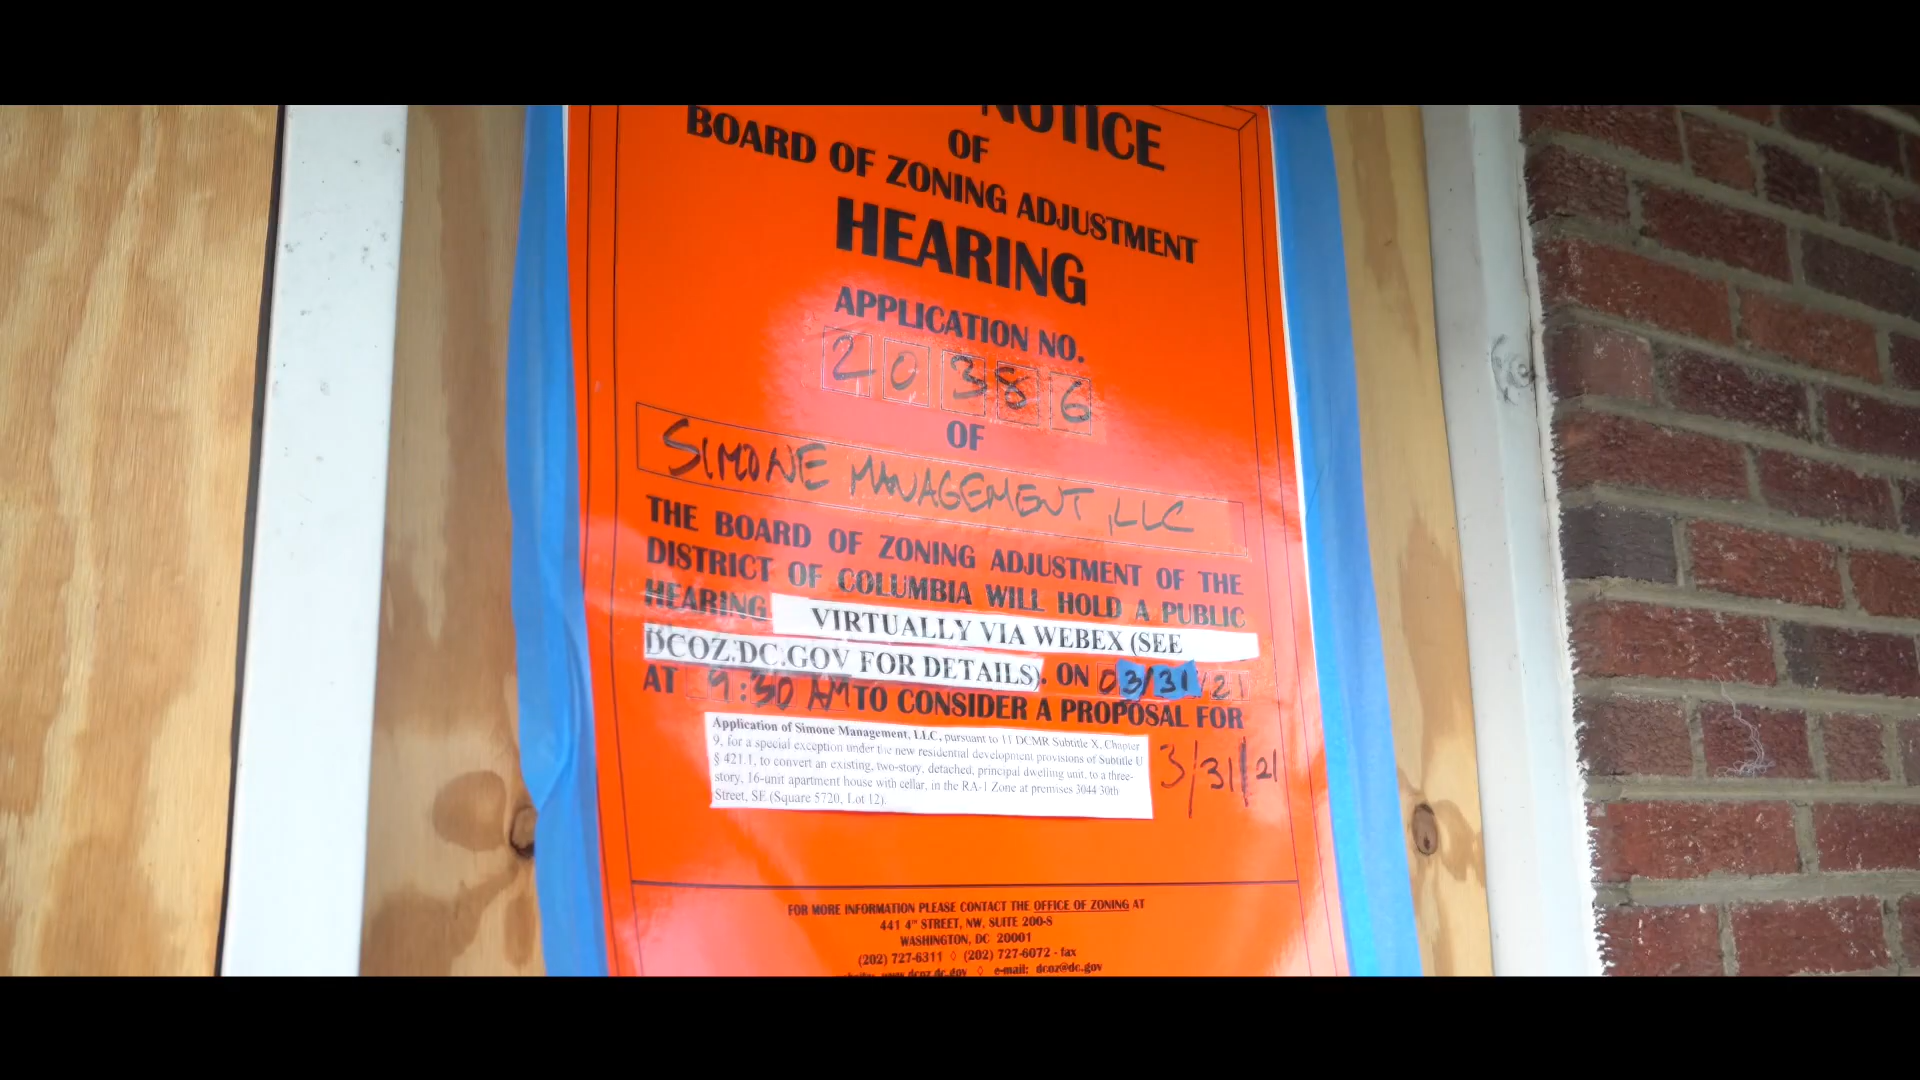 NOTICE
OF
BOARD OF ZONING ADJUSTMENT
HEARING
APPLICATION NO.
20386
OF
SIMONE MANAGEMENT, LLC
THE BOARD OF ZONING ADJUSTMENT OF THE
DISTRICT OF COLUMBIA WILL HOLD A PUBLIC
HEARING VIRTUALLY VIA WEBEX (SEE
DCOZ.DC.GOV FOR DETAILS). ON 03/31/21
AT 9:30 AM TO CONSIDER A PROPOSAL FOR
Application of Simone Management, LLC, pursuant to 11 DCMR Subtitle X, Chapter
9, for a special exception under the new residential development provisions of Subtitle U
§ 421.1, to convert an existing, two-story, detached, principal dwelling unit, to a three-
story, 16-unit apartment house with cellar, in the RA-1 Zone at premises 3044 30th
Street, SE (Square 5720, Lot 12).
3/31/21
FOR MORE INFORMATION PLEASE CONTACT THE OFFICE OF ZONING AT
441 4TH STREET, NW, SUITE 200-S
WASHINGTON, DC 20001
(202) 727-6311 ◊ (202) 727-6072 - fax
www.dcoz.dc.gov ◊ e-mail: dcoz@dc.gov